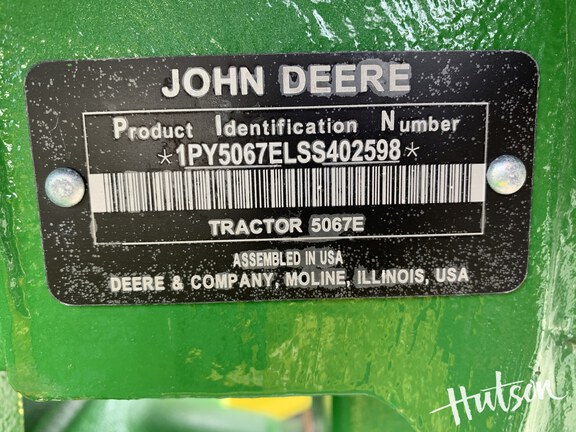 JOHN DEERE
Product Identification Number
*1PY5067ELSS402598*
TRACTOR 5067E
ASSEMBLED IN USA
DEERE & COMPANY, MOLINE, ILLINOIS, USA
Hutson